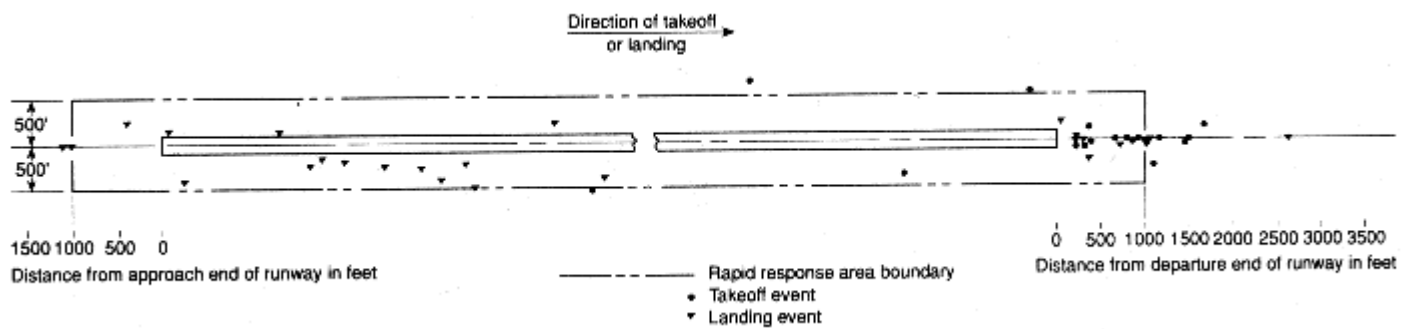 Direction of takeoff
or landing
500'
500'
1500 1000 500 0
0 500 1000 1500 2000 2500 3000 3500
Distance from approach end of runway in feet
Distance from departure end of runway in feet
Rapid response area boundary
Takeoff event
Landing event